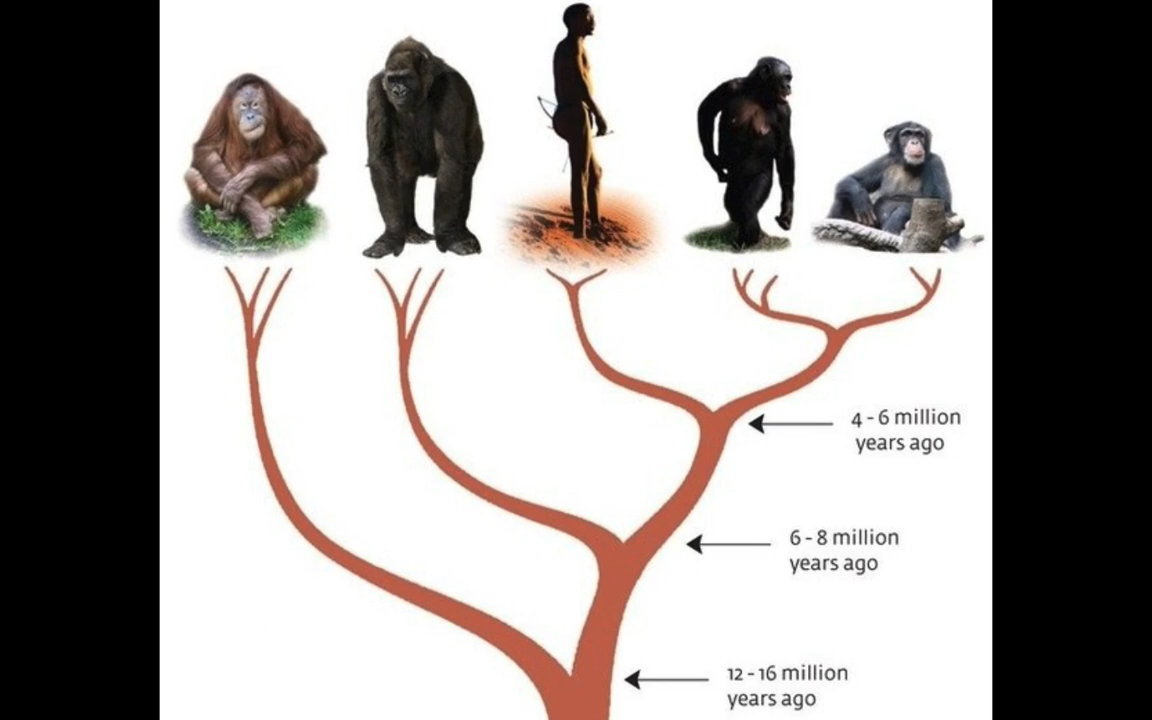 4 - 6 million
years ago
6 - 8 million
years ago
12 - 16 million
years ago